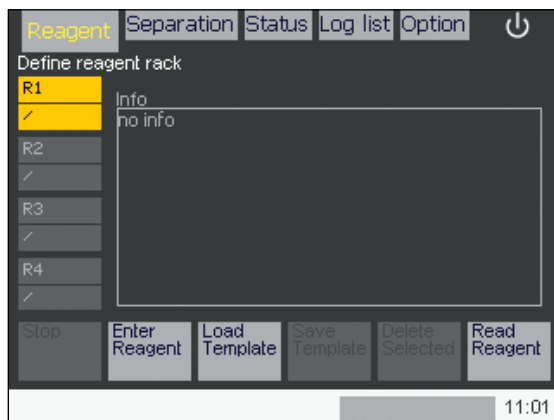 Reagent Separation Status Log list Option
Define reagent rack
R1
/
Info
no info
R2
/
R3
/
R4
/
Stop
Enter
Reagent
Load
Template
Save
Template
Delete
Selected
Read
Reagent
11:01